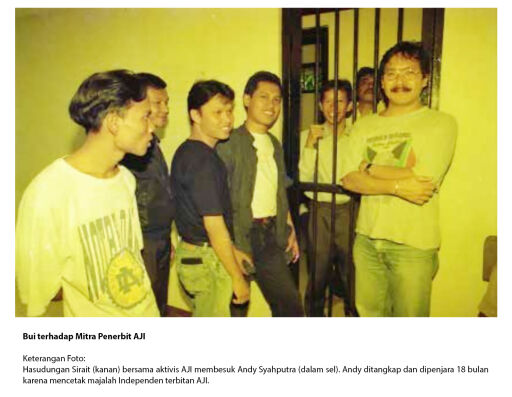 Bui terhadap Mitra Penerbit AJI
Keterangan Foto:
Hasudungan Sirait (kanan) bersama aktivis AJI membesuk Andy Syahputra (dalam sel). Andy ditangkap dan dipenjara 18 bulan
karena mencetak majalah Independen terbitan AJI.